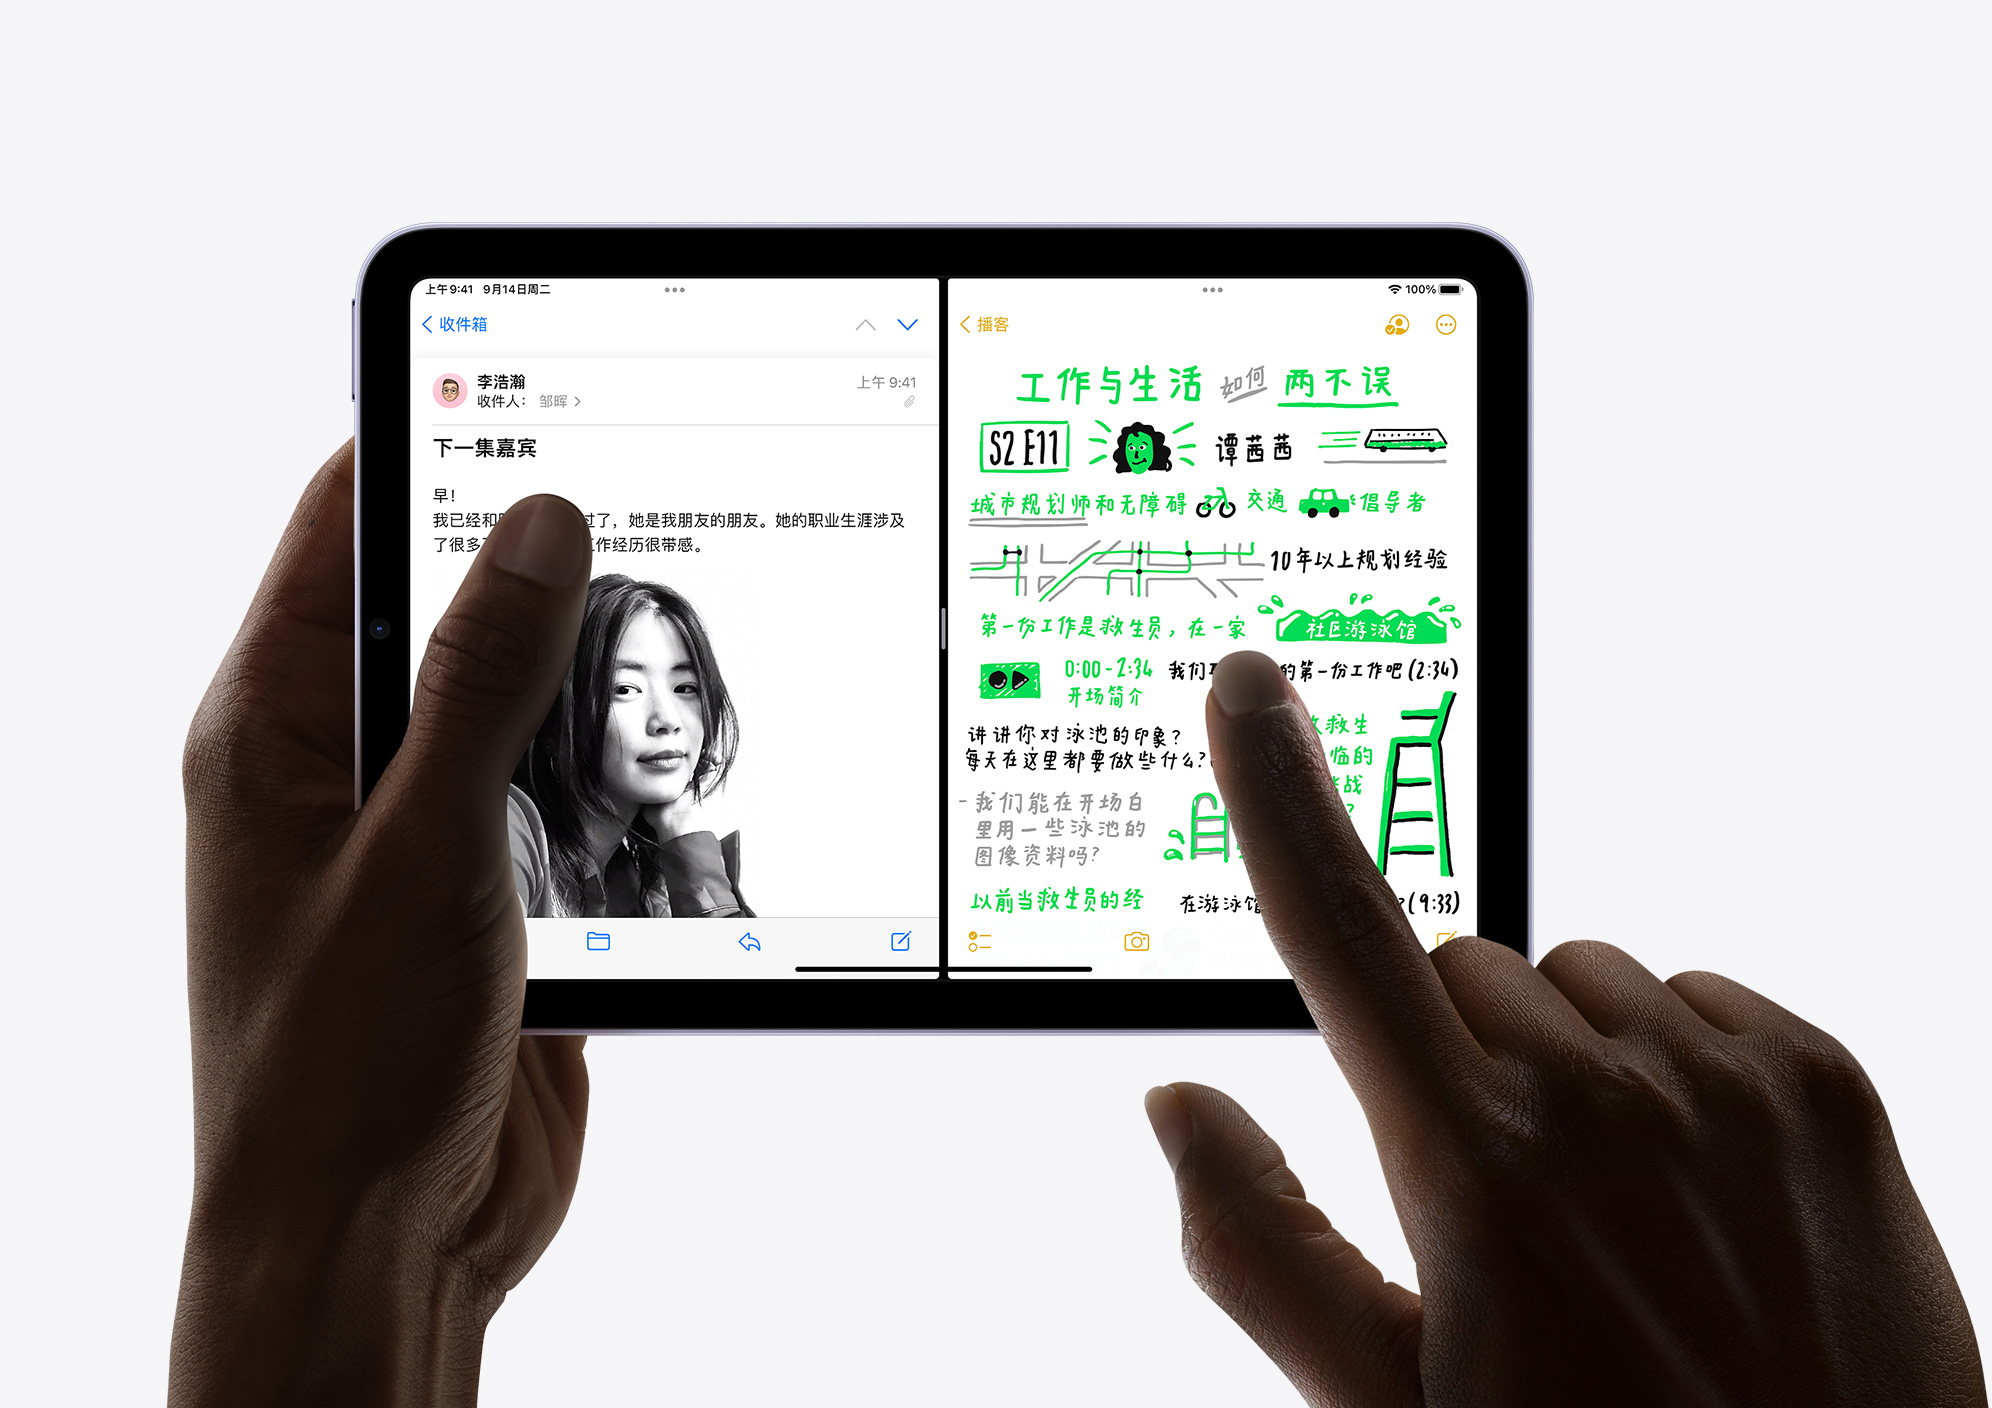 上午9:41 9月14日周二
100%
收件箱
李浩瀚
上午 9:41
收件人： 邹晖
下一集嘉宾
早！
我已经和 过了，她是我朋友的朋友。她的职业生涯涉及
了很多 工作经历很带感。
播客
工作与生活 如何 两不误
S2 E11
谭茜茜
城市规划师和无障碍 交通 倡导者
10年以上规划经验
第一份工作是救生员，在一家
社区游泳馆
0:00 - 2:34
开场简介
我们 的第一份工作吧 (2:34)
讲讲你对泳池的印象？
每天在这里都要做些什么？
救生
临的
战
?
- 我们能在开场白
里用一些泳池的
图像资料吗？
以前当救生员的经
在游泳馆 (9:33)